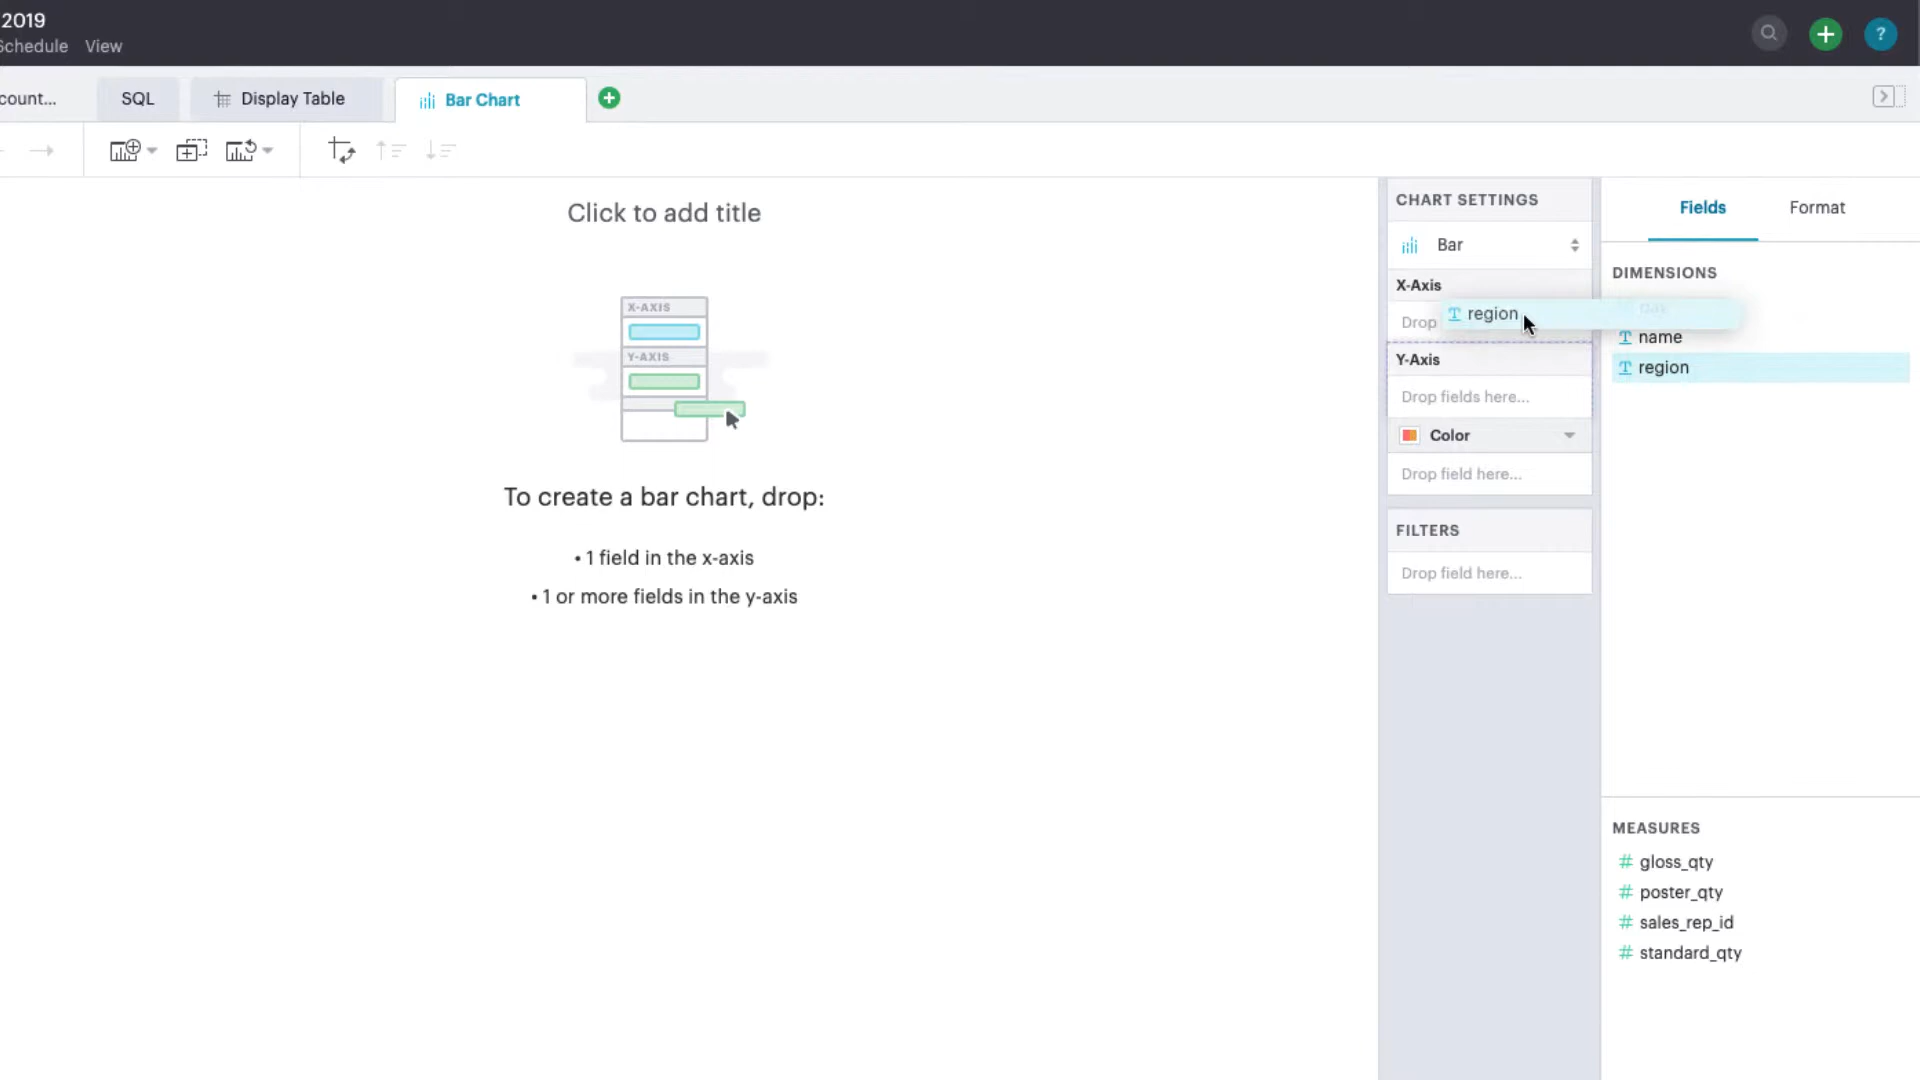 2019
Schedule View
count...
SQL
Display Table
Bar Chart
?
Click to add title
X-AXIS
Y-AXIS
To create a bar chart, drop:
• 1 field in the x-axis
• 1 or more fields in the y-axis
CHART SETTINGS
Bar
X-Axis
Drop
region
Y-Axis
Drop fields here...
Color
Drop field here...
FILTERS
Drop field here...
Fields Format
DIMENSIONS
name
region
MEASURES
# gloss_qty
# poster_qty
# sales_rep_id
# standard_qty